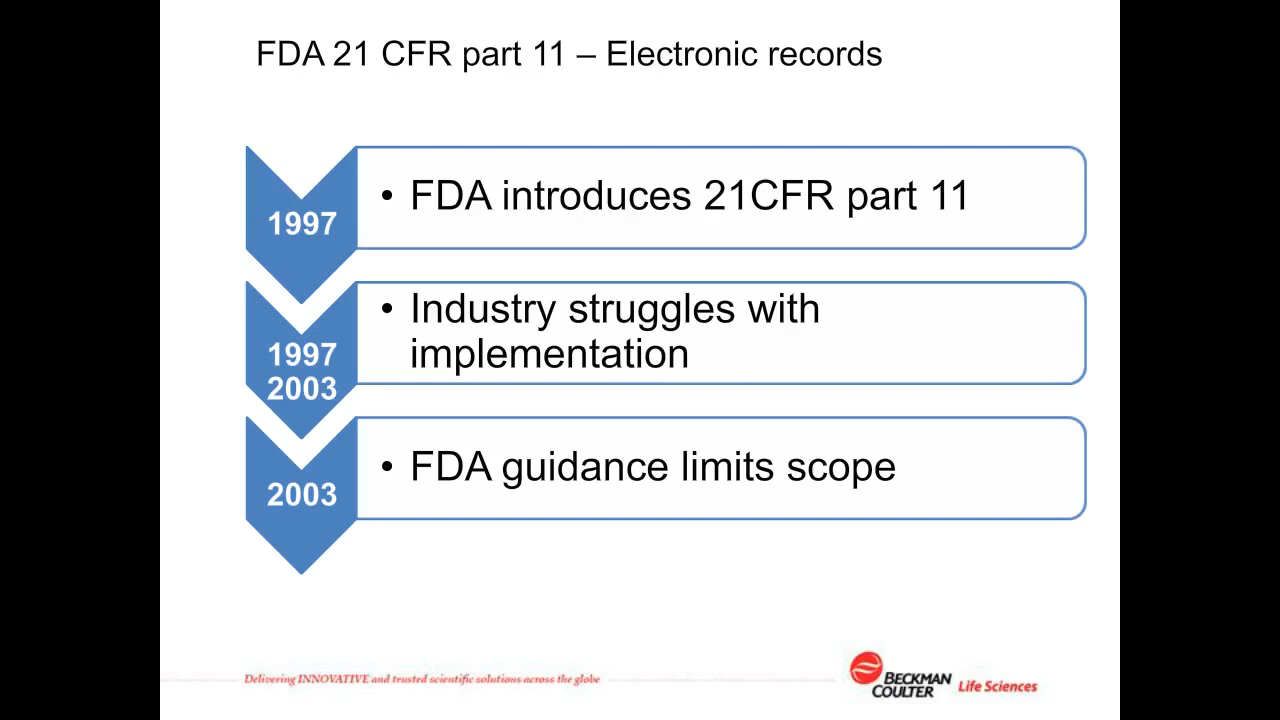 FDA 21 CFR part 11 – Electronic records
1997
• FDA introduces 21CFR part 11
1997
2003
• Industry struggles with
implementation
2003
• FDA guidance limits scope
Delivering INNOVATIVE and trusted scientific solutions across the globe
BECKMAN
COULTER
Life Sciences